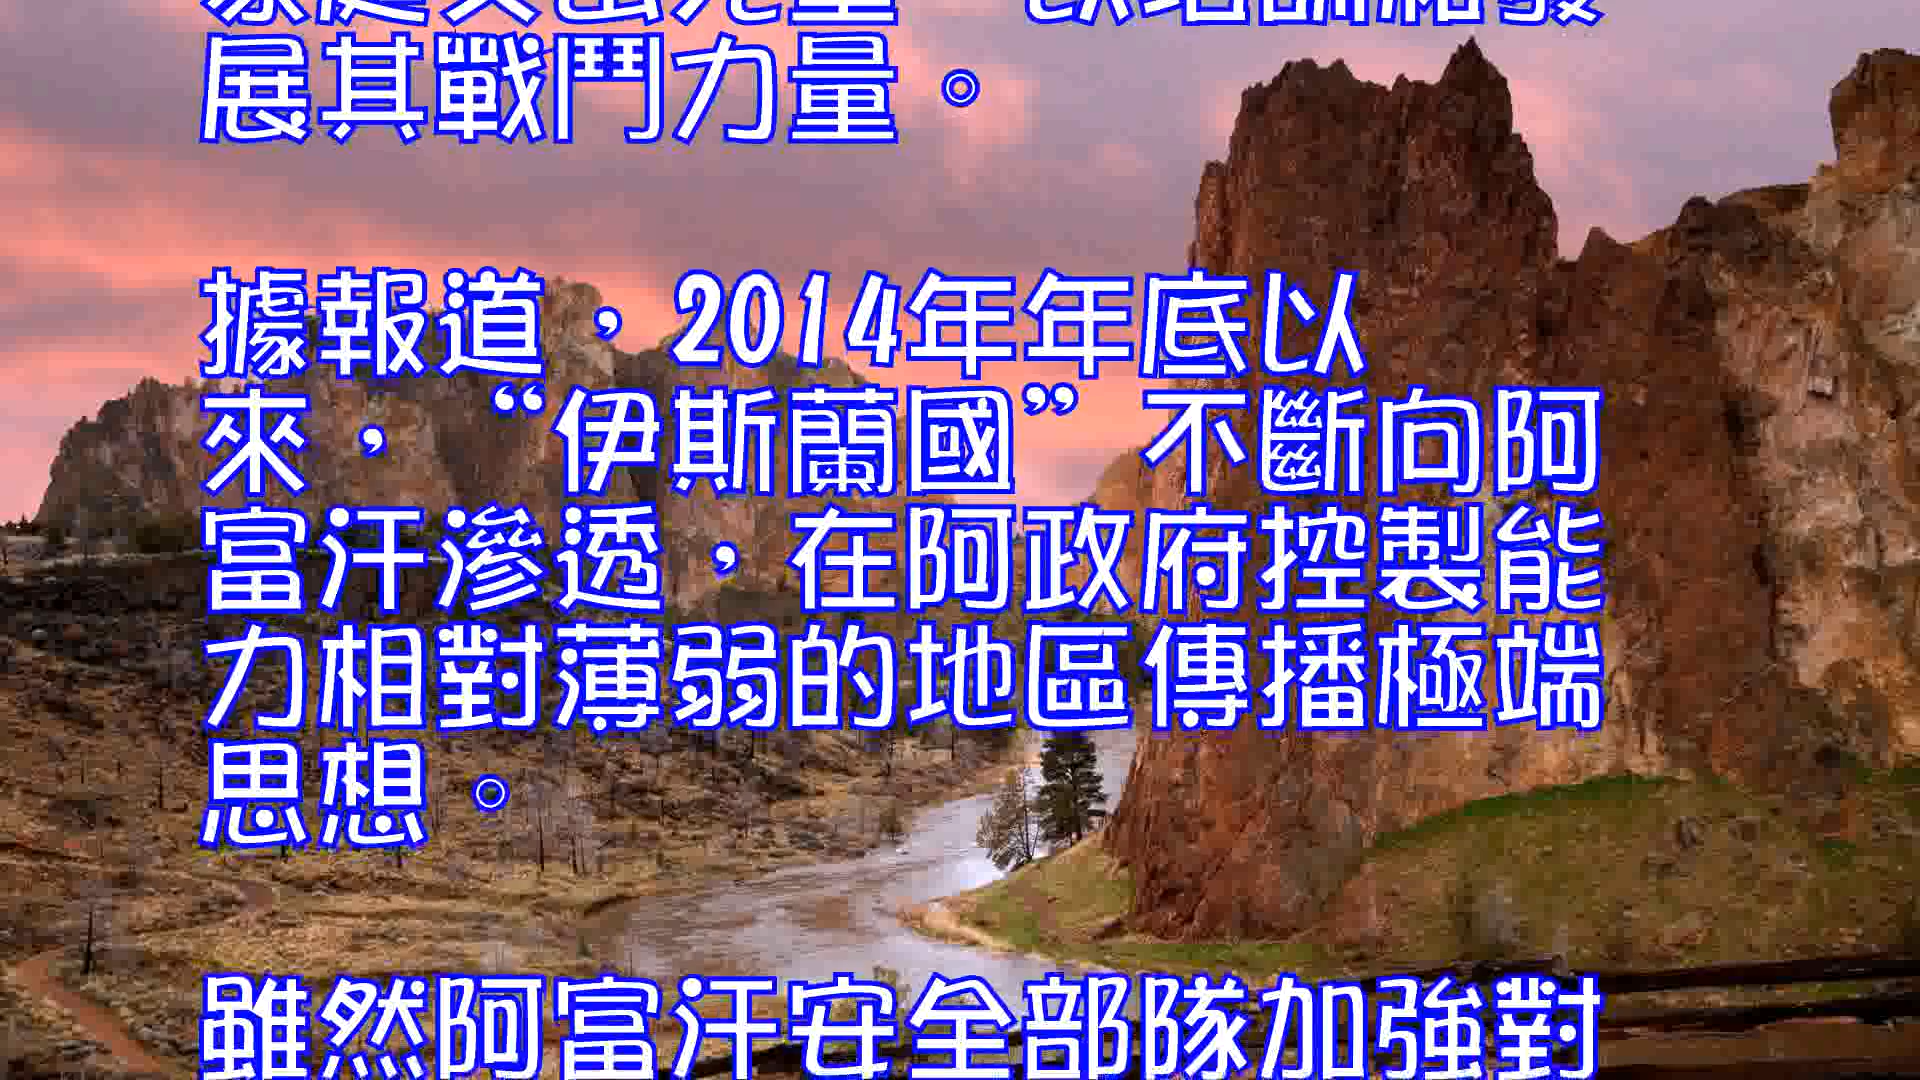 展其戰鬥力量。
據報道，2014年年底以
來，“伊斯蘭國”不斷向阿
富汗滲透，在阿政府控製能
力相對薄弱的地區傳播極端
思想。
雖然阿富汗安全部隊加強對